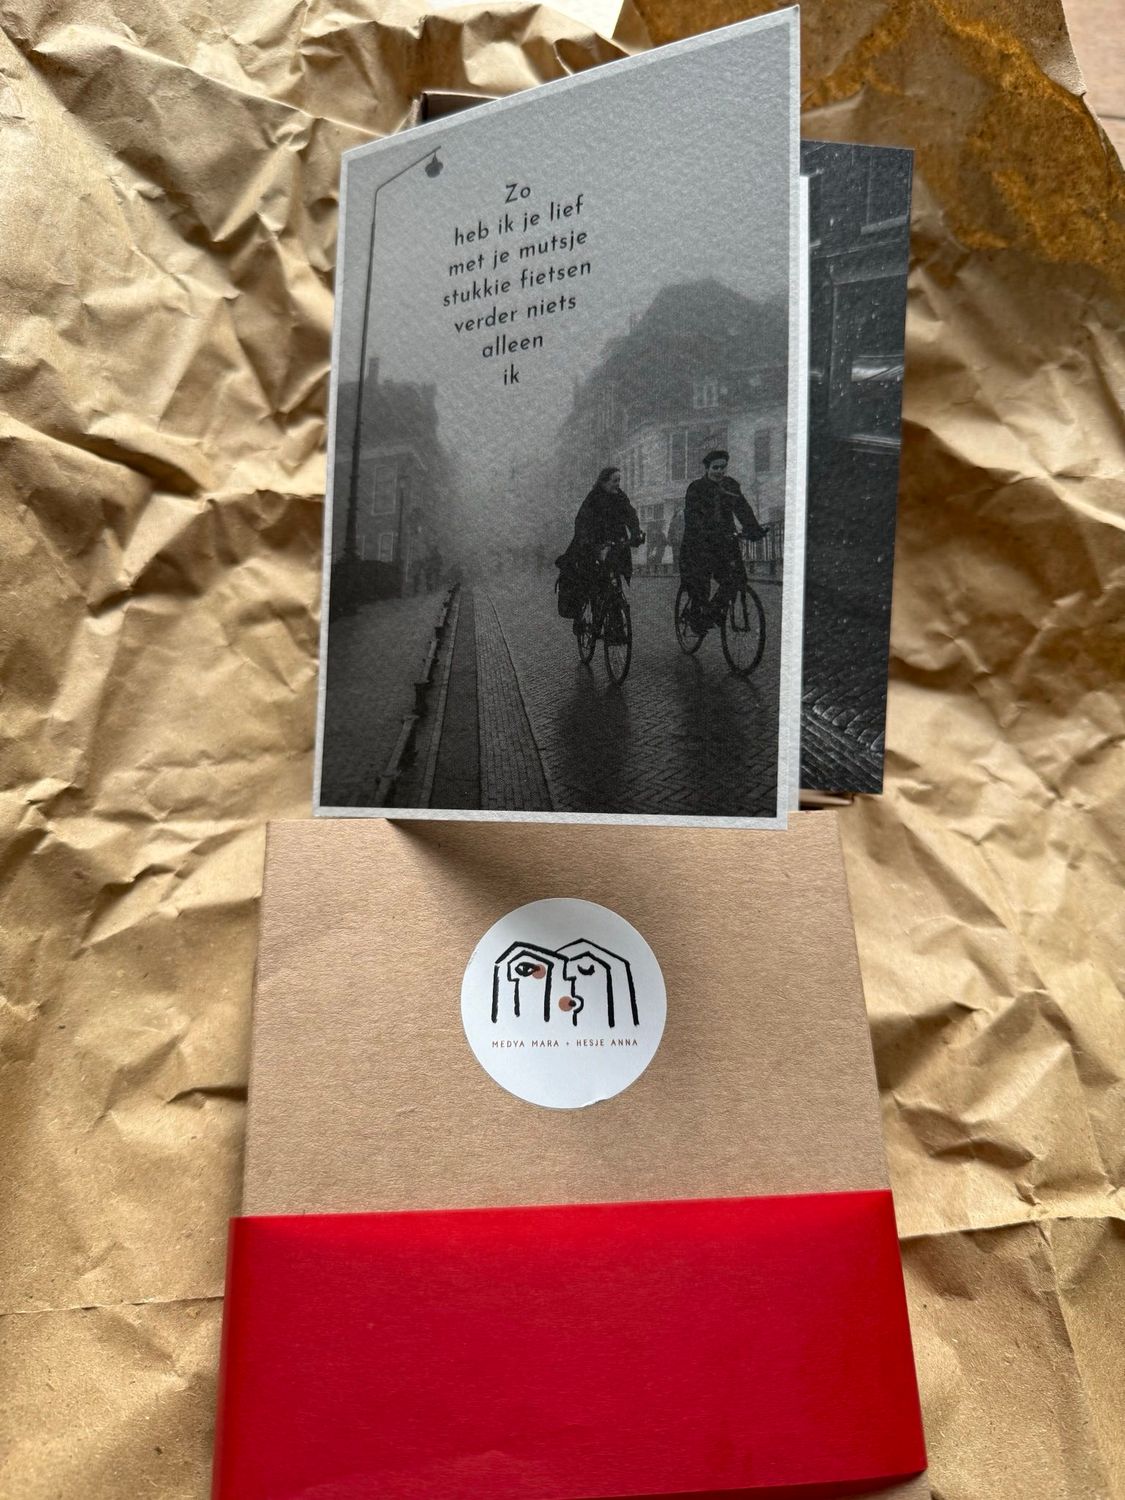 Zo
heb ik je lief
met je mutsje
stukkie fietsen
verder niets
alleen
ik
MEDYA MARA + HESJE ANNA